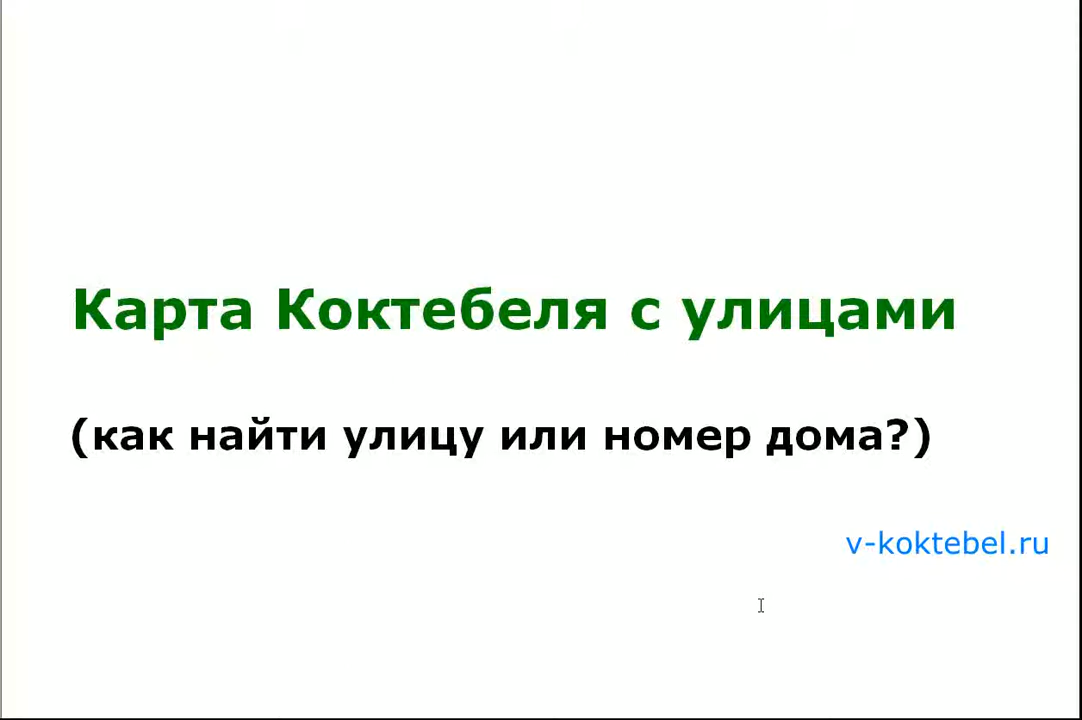 Карта Коктебеля с улицами
(как найти улицу или номер дома?)
v-koktebel.ru